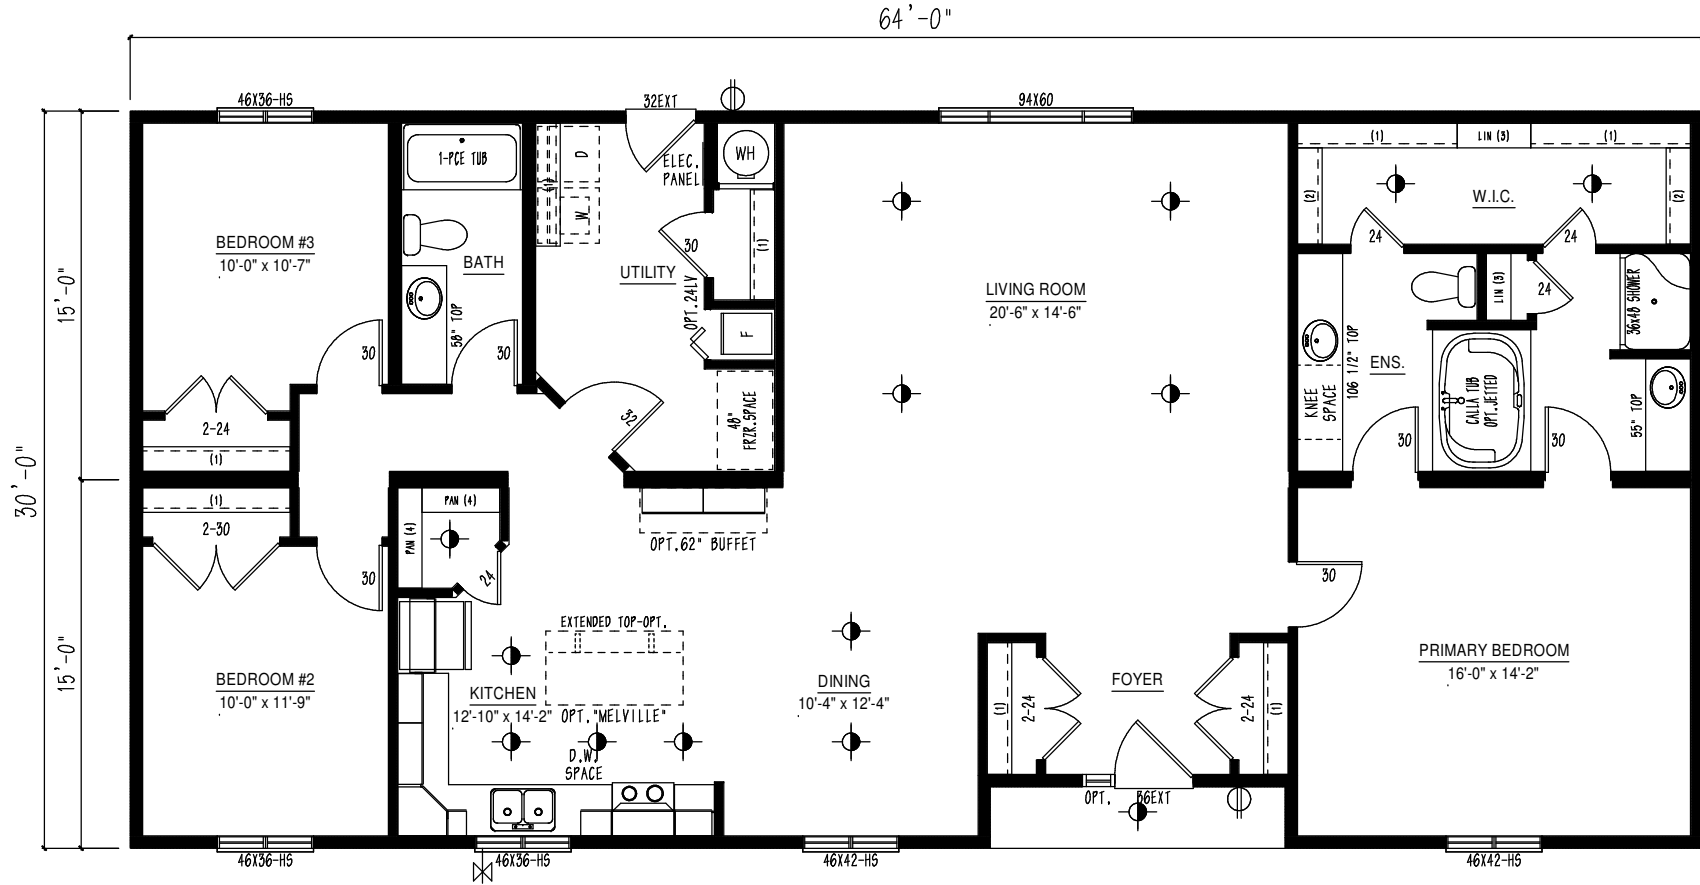 64'-0"
46X36-HS
32EXT
94X60
1-PCE TUB
D
ELEC.
PANEL
WH
(1)
LIN (3)
(1)
(1)
W
(2)
(2)
W.I.C.
BEDROOM #3
10'-0" x 10'-7"
BATH
UTILITY
30
(1)
24
24
LIVING ROOM
20'-6" x 14'-6"
LIN (3)
24
36X48 SHOWER
15'-0"
58" TOP
OPT.24LV
F
30
30
106 1/2" TOP
ENS.
KNEE
SPACE
CALLA TUB
OPT.JETTED
55" TOP
32
48"
FRZR.SPACE
2-24
(1)
30
30
30'-0"
(1)
2-30
PAN (4)
PAN (4)
OPT.62" BUFFET
30
24
30
15'-0"
EXTENDED TOP-OPT.
BEDROOM #2
10'-0" x 11'-9"
KITCHEN
12'-10" x 14'-2"
OPT."MELVILLE"
D.W.
SPACE
DINING
10'-4" x 12'-4"
(1)
2-24
FOYER
2-24
(1)
PRIMARY BEDROOM
16'-0" x 14'-2"
OPT.
36EXT
46X36-HS
46X36-HS
46X42-HS
46X42-HS